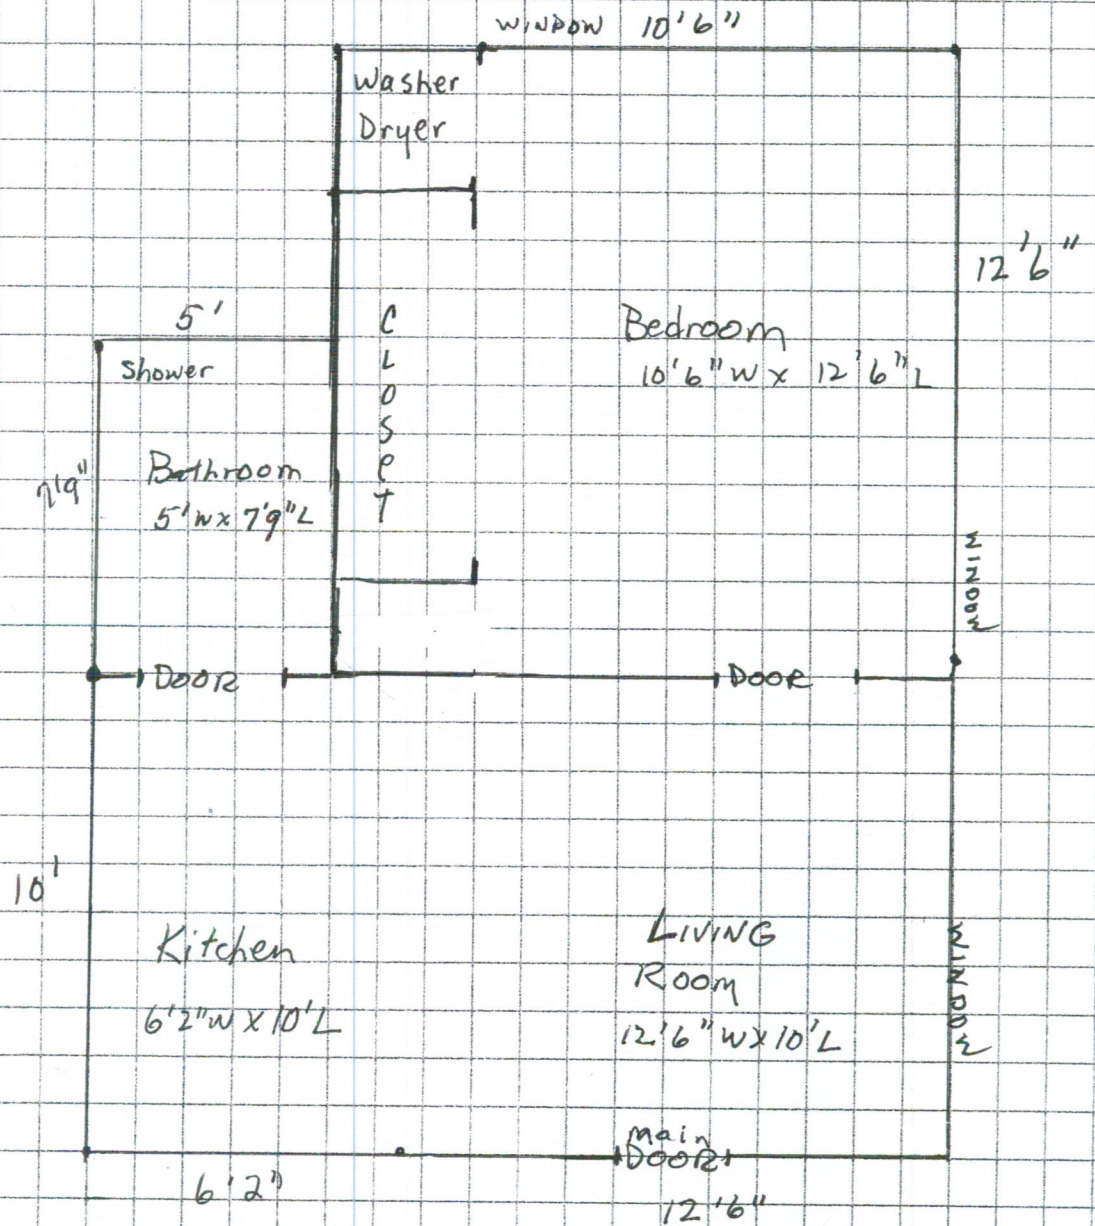 WINDOW 10'6"
Washer
Dryer
12'6"
5'
Shower
CLOSeT
Bedroom
10'6"W x 12'6"L
7'9"
Bathroom
5'W x 7'9"L
WINDOW
DOOR
DOOR
10'
Kitchen
6'2"W X 10'L
LIVING
ROOM
12'6"WX10'L
WINDOW
Main
DOOR
6'2"
12'6"